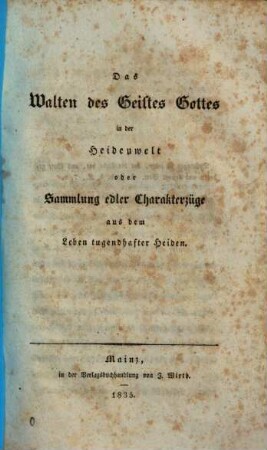 Das
Walten des Geistes Gottes
in der
Heidenwelt
oder
Sammlung edler Charakterzüge
aus dem
Leben tugendhafter Heiden.
Mainz,
in der Verlagsbuchhandlung von J. Wirth.
1835.